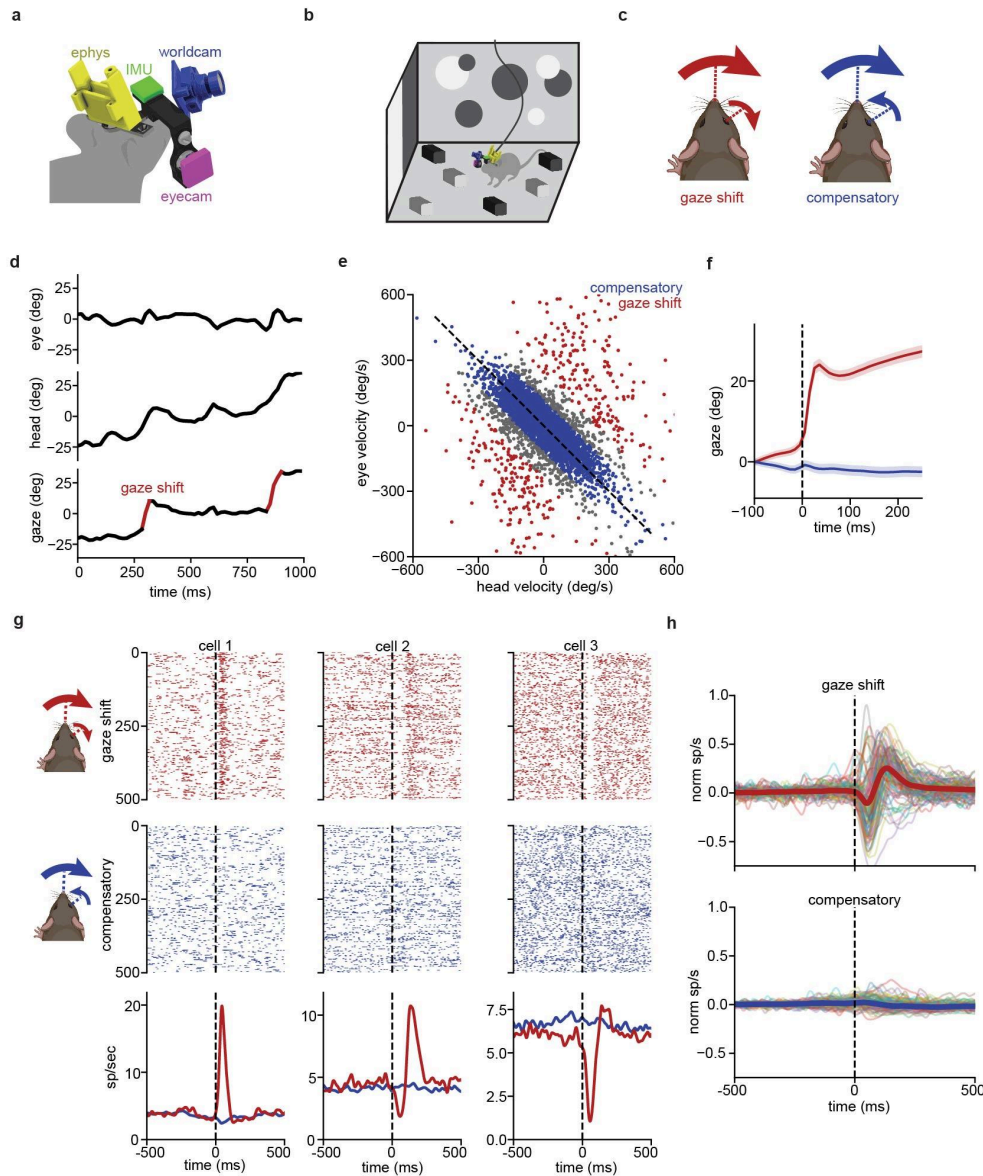 a
ephys
IMU
worldcam
eyecam
b
c
gaze shift
compensatory
d
eye (deg)
25
0
−25
head (deg)
25
0
−25
gaze (deg)
25
0
−25
gaze shift
0 250 500 750 1000
time (ms)
e
compensatory
gaze shift
eye velocity (deg/s)
600
300
0
−300
−600
−600 −300 0 300 600
head velocity (deg/s)
f
gaze (deg)
20
0
−100 0 100 200
time (ms)
g
cell 1 cell 2 cell 3
gaze shift
0
250
500
compensatory
0
250
500
sp/sec
20
10
0
-500 0 500
time (ms)
10
5
0
-500 0 500
time (ms)
7.5
5.0
2.5
0.0
-500 0 500
time (ms)
h
gaze shift
norm sp/s
1.0
0.5
0.0
−0.5
compensatory
norm sp/s
1.0
0.5
0.0
−0.5
-500 0 500
time (ms)